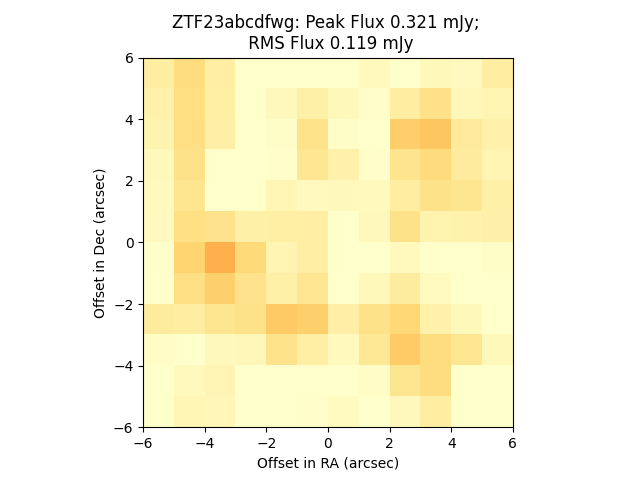 ZTF23abcdfwg: Peak Flux 0.321 mJy;
RMS Flux 0.119 mJy
6
4
2
0
−2
−4
−6
Offset in Dec (arcsec)
−6 −4 −2 0 2 4 6
Offset in RA (arcsec)